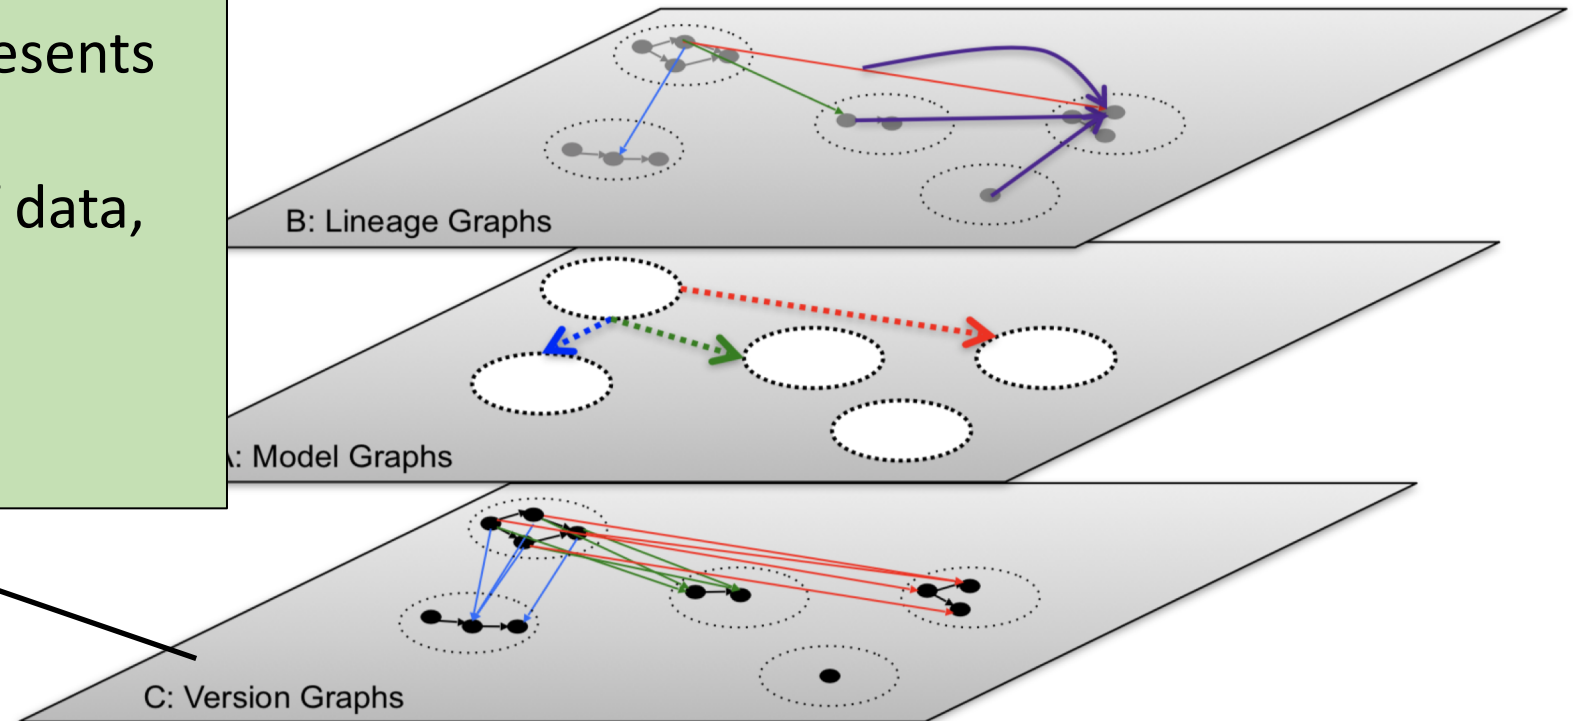 esents
data,
B: Lineage Graphs
: Model Graphs
C: Version Graphs